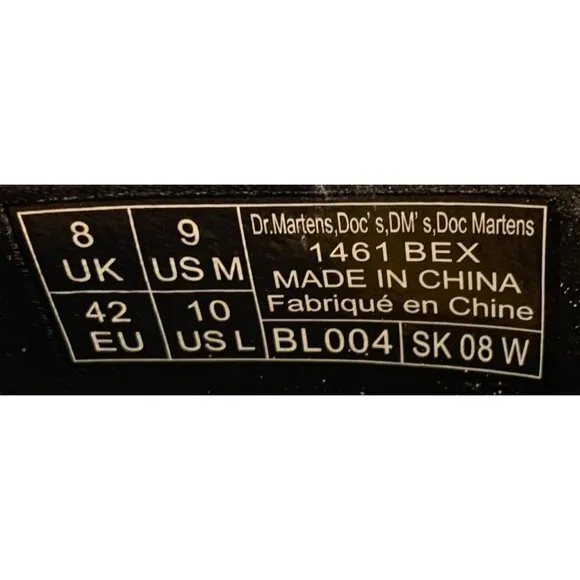 8
UK
9
US M
42
EU
10
US L
Dr.Martens,Doc' s,DM' s,Doc Martens
1461 BEX
MADE IN CHINA
Fabriqué en Chine
BL004
SK 08 W